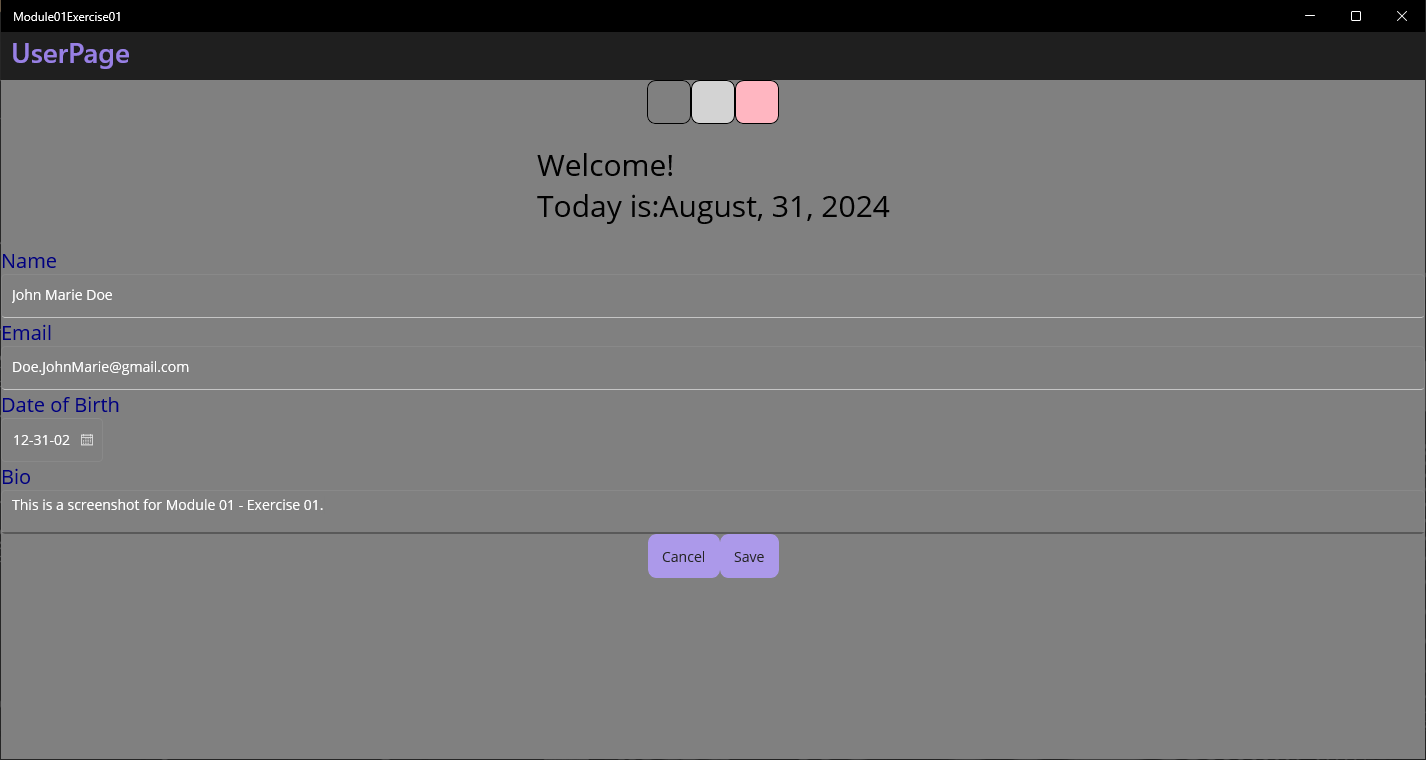 Module01Exercise01
UserPage
Welcome!
Today is:August, 31, 2024
Name
John Marie Doe
Email
Doe.JohnMarie@gmail.com
Date of Birth
12-31-02
Bio
This is a screenshot for Module 01 - Exercise 01.
Cancel Save